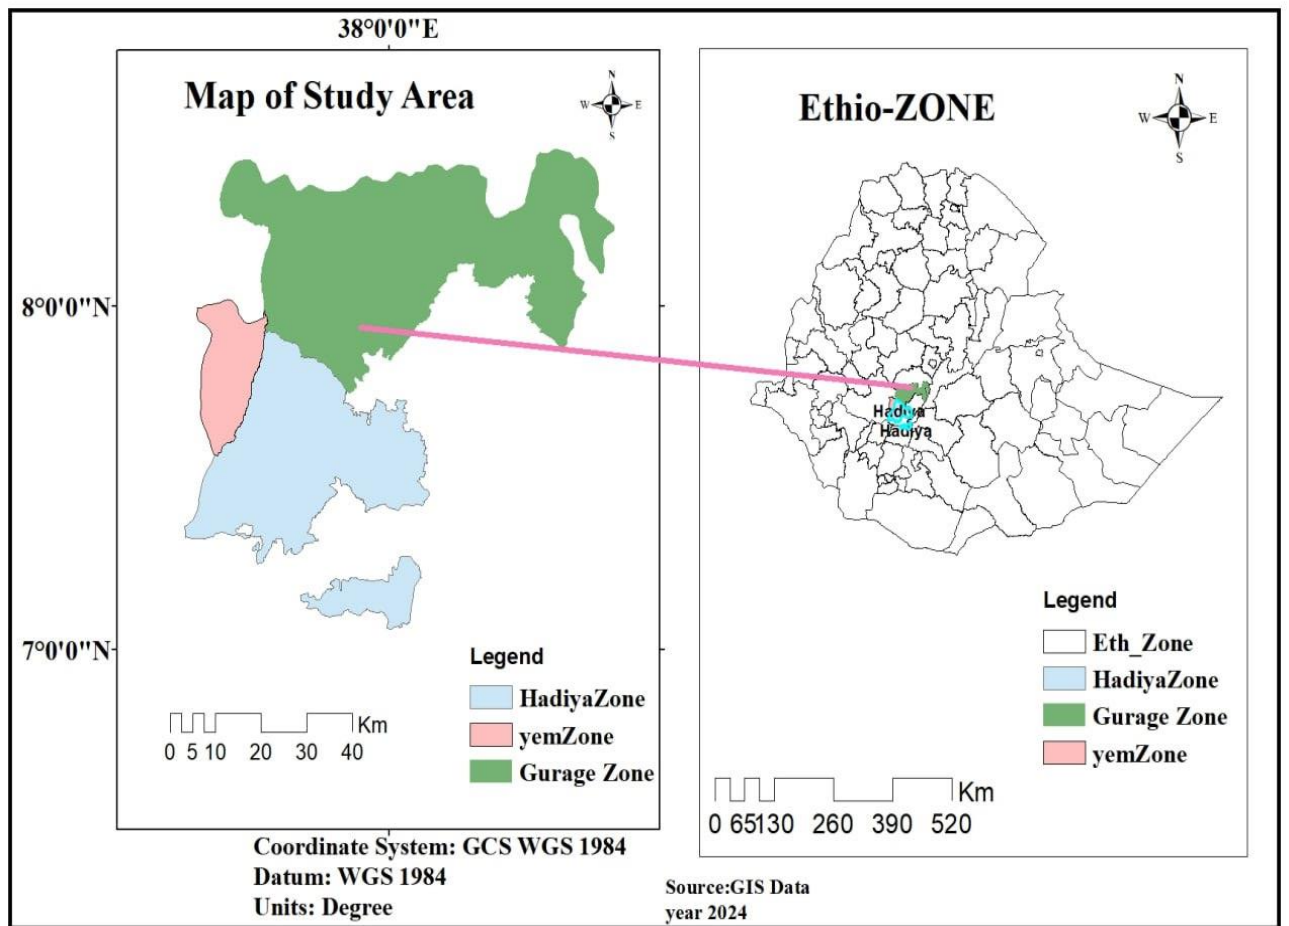 38°0'0"E
Map of Study Area
N
W E
S
8°0'0"N
7°0'0"N
Legend
HadiyaZone
yemZone
Gurage Zone
Km
0 5 10 20 30 40
Coordinate System: GCS WGS 1984
Datum: WGS 1984
Units: Degree
Ethio-ZONE
N
W E
S
Hadiya
Hadiya
Legend
Eth_Zone
HadiyaZone
Gurage Zone
yemZone
Km
0 65130 260 390 520
Source:GIS Data
year 2024